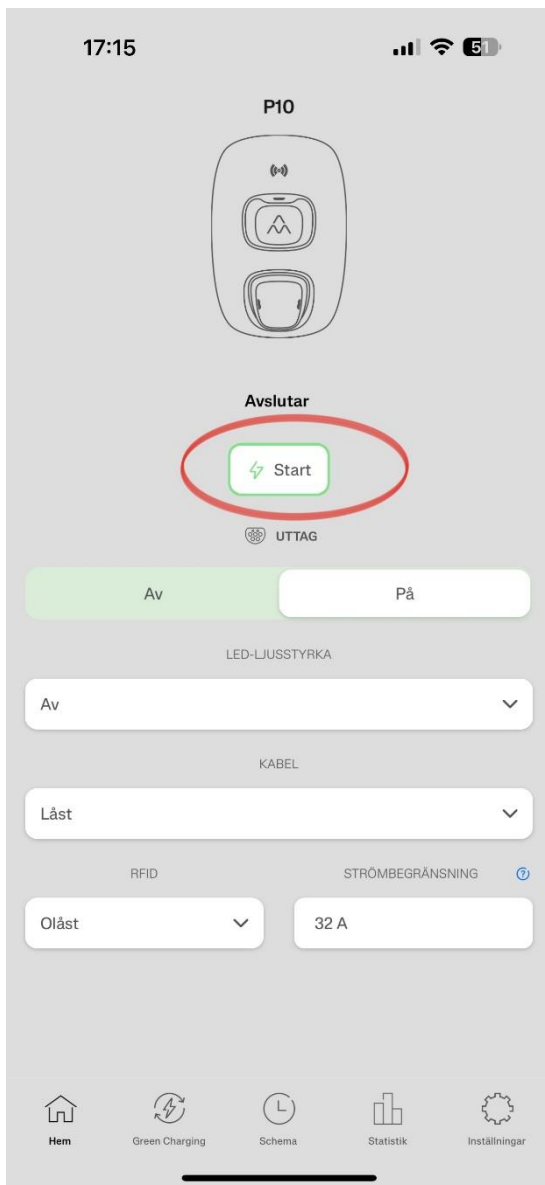 17:15
51
P10
Avslutar
Start
UTTAG
Av På
LED-LJUSSTYRKA
Av
KABEL
Låst
RFID STRÖMBEGRÄNSNING ?
Olåst 32 A
Hem Green Charging Schema Statistik Inställningar